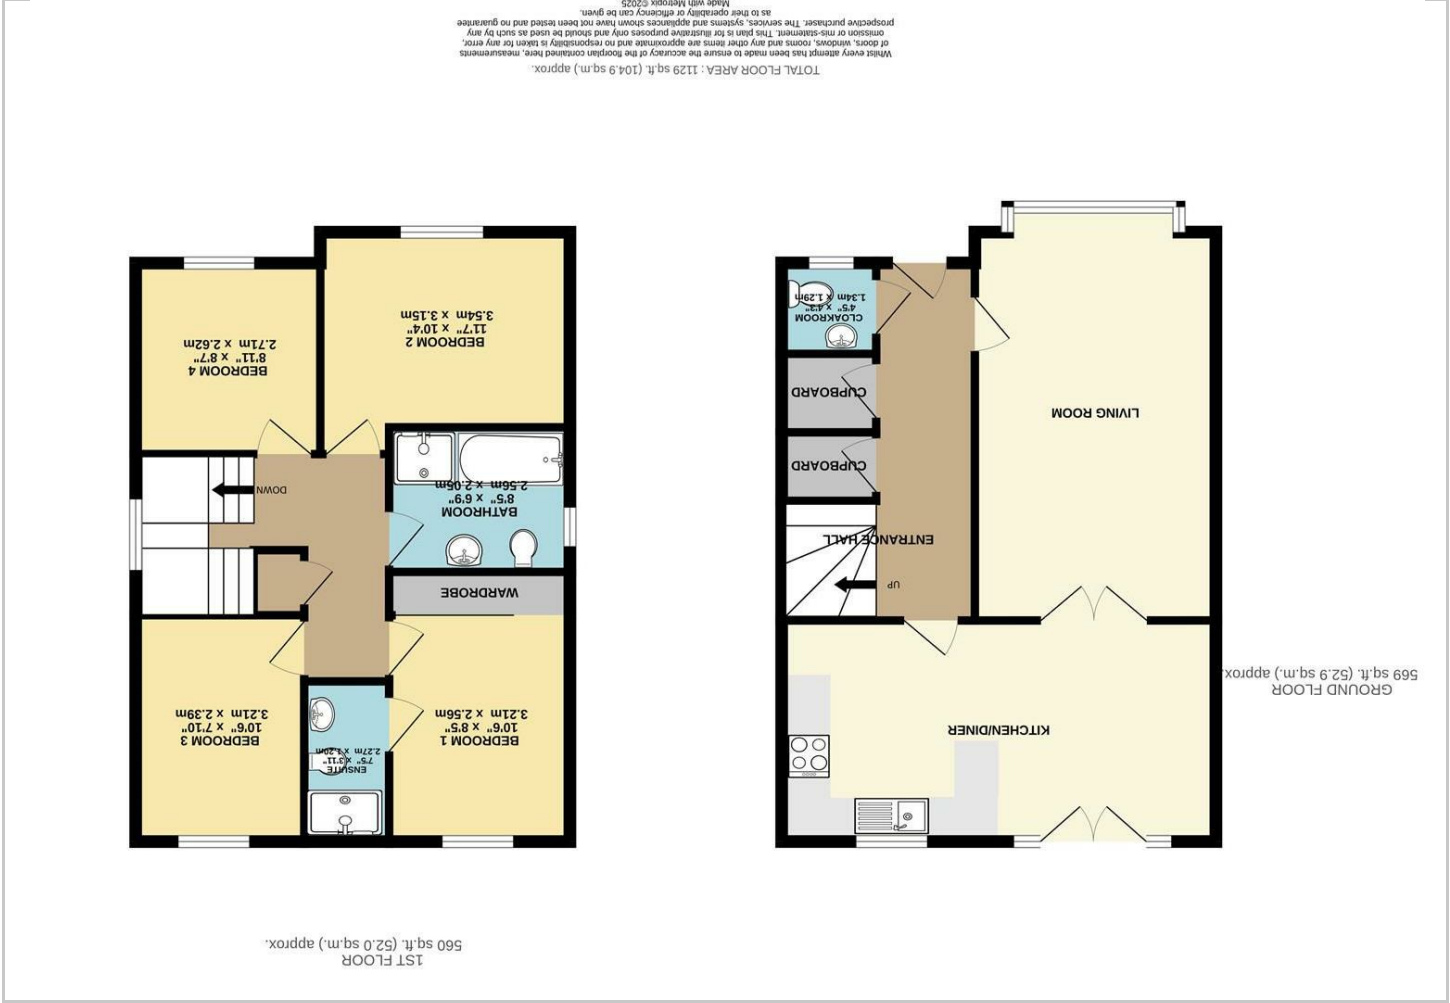 GROUND FLOOR
569 sq.ft. (52.9 sq.m.) approx.
KITCHEN/DINER
UP
ENTRANCE HALL
LIVING ROOM
CUPBOARD
CUPBOARD
CLOAKROOM
4'5" x 4'3"
1.34m x 1.29m
1ST FLOOR
560 sq.ft. (52.0 sq.m.) approx.
BEDROOM 1
10'6" x 8'5"
3.21m x 2.56m
ENSUITE
7'5" x 3'11"
2.27m x 1.20m
BEDROOM 3
10'6" x 7'10"
3.21m x 2.39m
WARDROBE
BATHROOM
8'5" x 6'9"
2.56m x 2.05m
DOWN
BEDROOM 2
11'7" x 10'4"
3.54m x 3.15m
BEDROOM 4
8'11" x 8'7"
2.71m x 2.62m
TOTAL FLOOR AREA : 1129 sq.ft. (104.9 sq.m.) approx.
Whilst every attempt has been made to ensure the accuracy of the floorplan contained here, measurements
of doors, windows, rooms and any other items are approximate and no responsibility is taken for any error,
omission or mis-statement. This plan is for illustrative purposes only and should be used as such by any
prospective purchaser. The services, systems and appliances shown have not been tested and no guarantee
as to their operability or efficiency can be given.
Made with Metropix ©2025